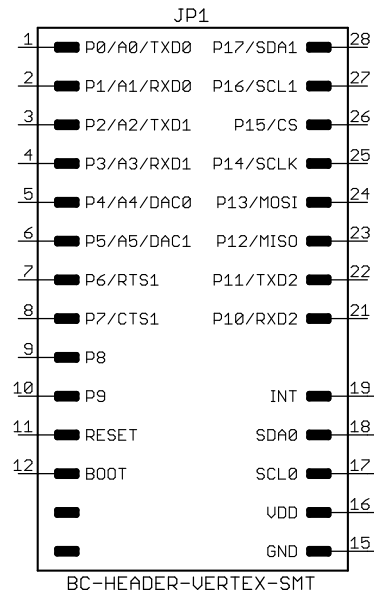 JP1
1 P0/A0/TXD0 P17/SDA1 28
2 P1/A1/RXD0 P16/SCL1 27
3 P2/A2/TXD1 P15/CS 26
4 P3/A3/RXD1 P14/SCLK 25
5 P4/A4/DAC0 P13/MOSI 24
6 P5/A5/DAC1 P12/MISO 23
7 P6/RTS1 P11/TXD2 22
8 P7/CTS1 P10/RXD2 21
9 P8
10 P9 INT 19
11 RESET SDA0 18
12 BOOT SCL0 17
VDD 16
GND 15
BC-HEADER-VERTEX-SMT